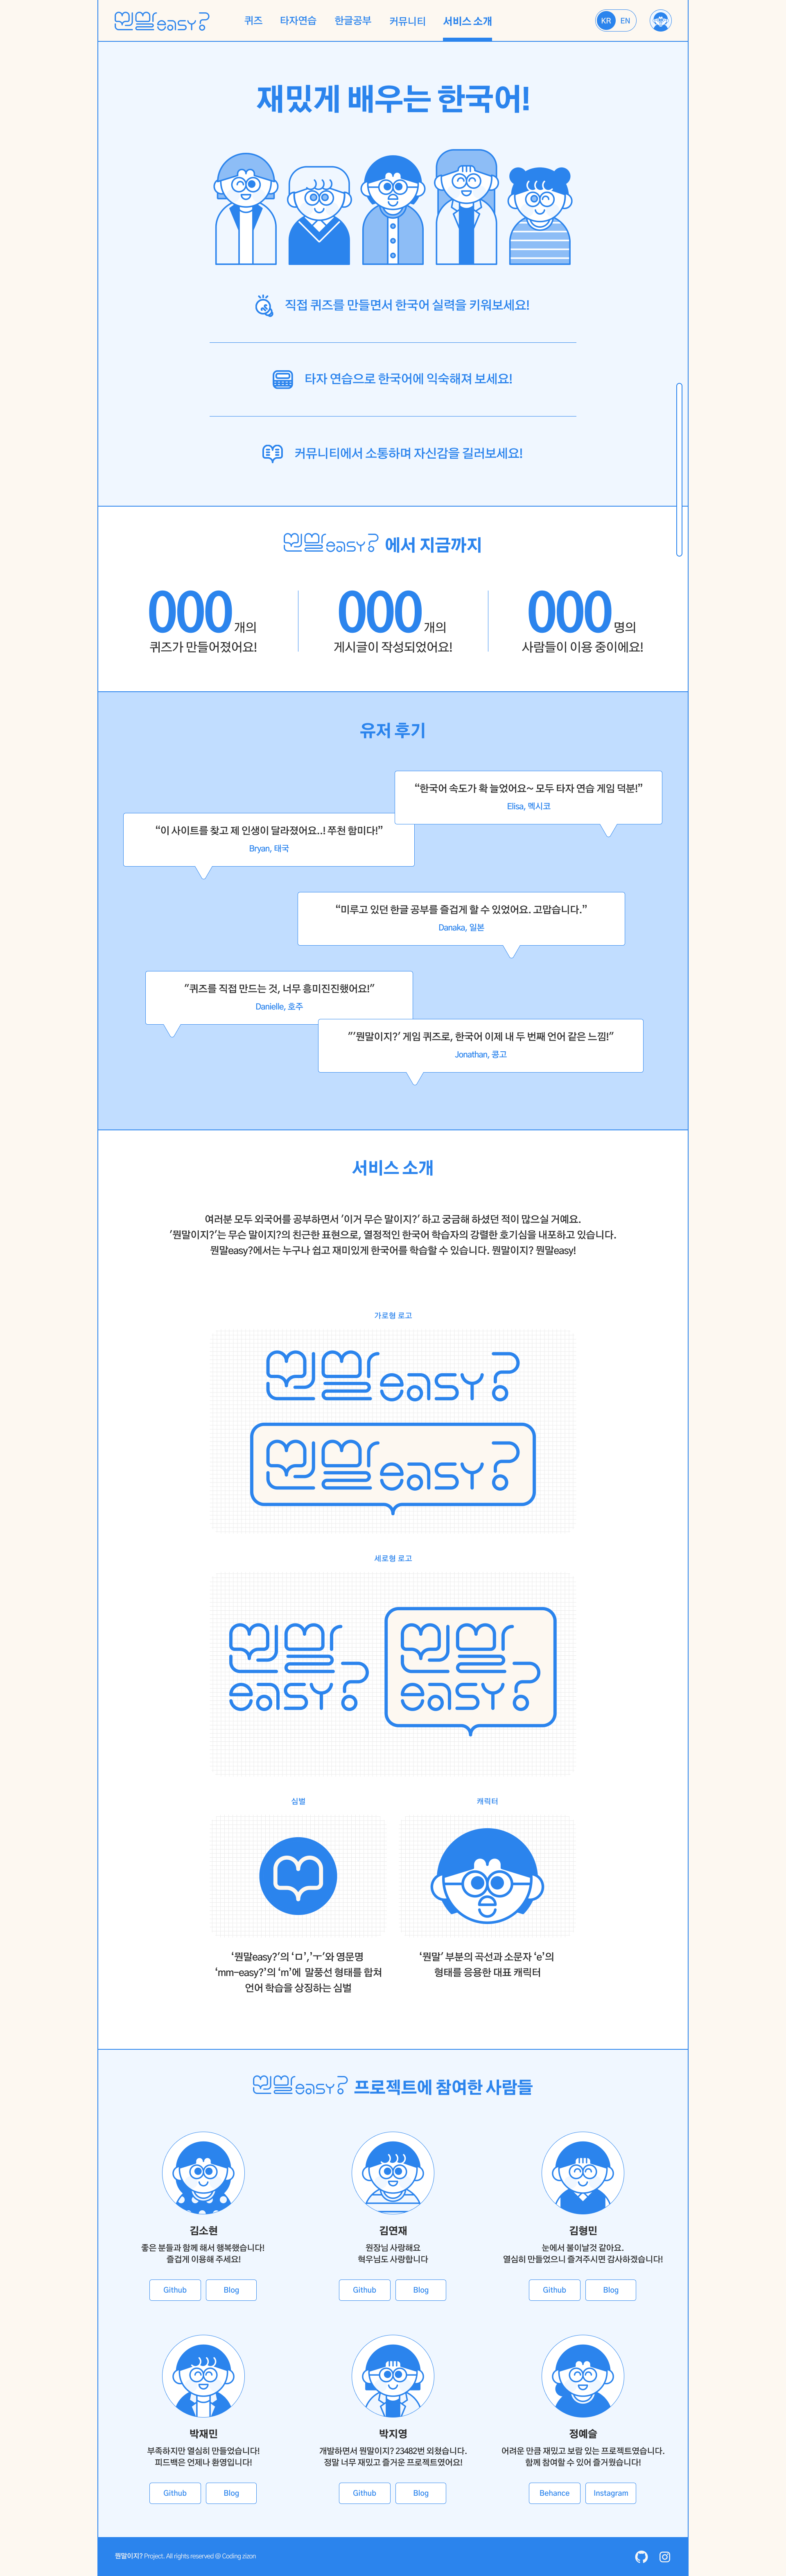 뭔말easy?
퀴즈 타자연습 한글공부 커뮤니티 서비스 소개
KR EN
재밌게 배우는 한국어!
직접 퀴즈를 만들면서 한국어 실력을 키워보세요!
타자 연습으로 한국어에 익숙해져 보세요!
커뮤니티에서 소통하며 자신감을 길러보세요!
뭔말easy? 에서 지금까지
000 개의
퀴즈가 만들어졌어요!
000 개의
게시글이 작성되었어요!
000 명의
사람들이 이용 중이에요!
유저 후기
“한국어 속도가 확 늘었어요~ 모두 타자 연습 게임 덕분!”
Elisa, 멕시코
“이 사이트를 찾고 제 인생이 달라졌어요..! 쭈천 함미다!”
Bryan, 태국
“미루고 있던 한글 공부를 즐겁게 할 수 있었어요. 고맙습니다.”
Danaka, 일본
“퀴즈를 직접 만드는 것, 너무 흥미진진했어요!”
Danielle, 호주
”‘뭔말이지?’ 게임 퀴즈로, 한국어 이제 내 두 번째 언어 같은 느낌!”
Jonathan, 콩고
서비스 소개
여러분 모두 외국어를 공부하면서 ‘이거 무슨 말이지?’ 하고 궁금해 하셨던 적이 많으실 거예요.
‘뭔말이지?’는 무슨 말이지?의 친근한 표현으로, 열정적인 한국어 학습자의 강렬한 호기심을 내포하고 있습니다.
뭔말easy?에서는 누구나 쉽고 재미있게 한국어를 학습할 수 있습니다. 뭔말이지? 뭔말easy!
가로형 로고
뭔말easy?
뭔말easy?
세로형 로고
뭔말
easy?
뭔말
easy?
심벌
‘뭔말easy?’의 ‘ㅁ’,’ㅜ’와 영문명
‘mm-easy?’의 ‘m’에 말풍선 형태를 합쳐
언어 학습을 상징하는 심벌
캐릭터
‘뭔말’ 부분의 곡선과 소문자 ‘e’의
형태를 응용한 대표 캐릭터
뭔말easy? 프로젝트에 참여한 사람들
김소현
좋은 분들과 함께 해서 행복했습니다!
즐겁게 이용해 주세요!
Github Blog
김연재
원장님 사랑해요
혁우님도 사랑합니다
Github Blog
김형민
눈에서 불이날것 같아요.
열심히 만들었으니 즐겨주시면 감사하겠습니다!
Github Blog
박재민
부족하지만 열심히 만들었습니다!
피드백은 언제나 환영입니다!
Github Blog
박지영
개발하면서 뭔말이지? 23482번 외쳤습니다.
정말 너무 재밌고 즐거운 프로젝트였어요!
Github Blog
정예슬
어려운 만큼 재밌고 보람 있는 프로젝트였습니다.
함께 참여할 수 있어 즐거웠습니다!
Behance Instagram
뭔말이지? Project. All rights reserved @ Coding zizon